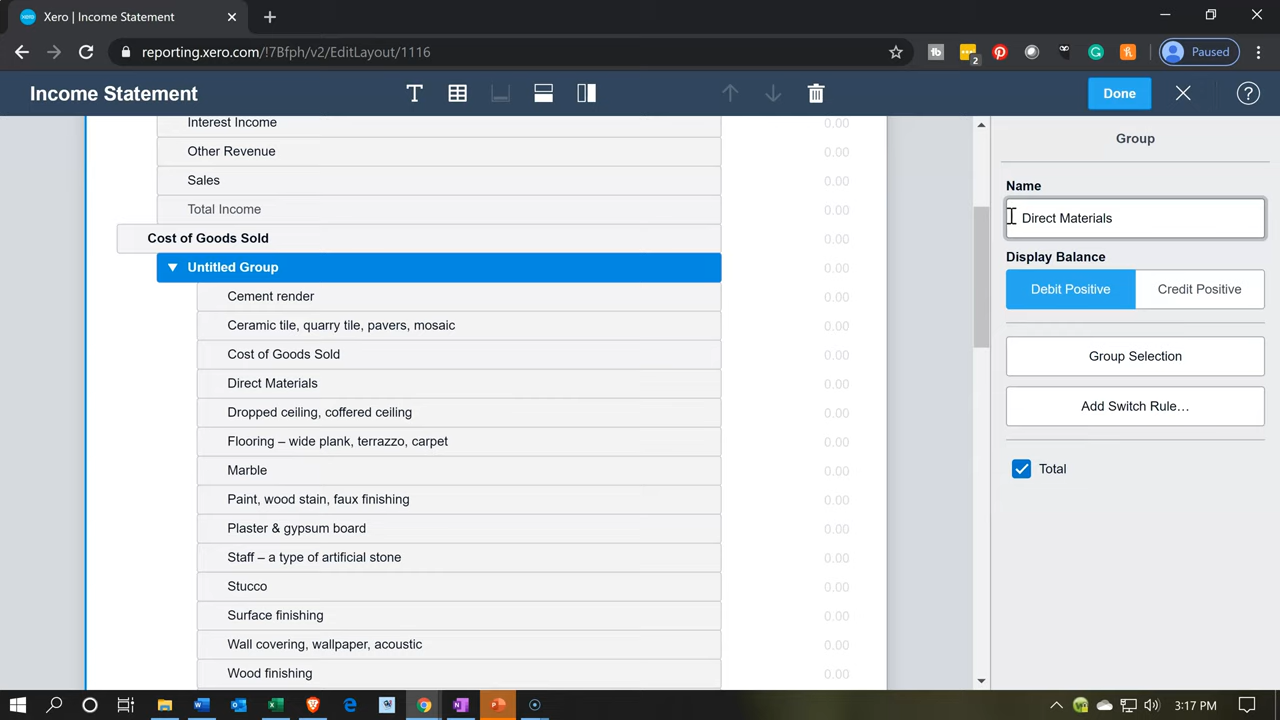 Xero | Income Statement
reporting.xero.com/!7Bfph/v2/EditLayout/1116
2
Paused
Income Statement
Done
Interest Income 0.00
Other Revenue 0.00
Sales 0.00
Total Income 0.00
Cost of Goods Sold 0.00
Untitled Group 0.00
Cement render 0.00
Ceramic tile, quarry tile, pavers, mosaic 0.00
Cost of Goods Sold 0.00
Direct Materials 0.00
Dropped ceiling, coffered ceiling 0.00
Flooring – wide plank, terrazzo, carpet 0.00
Marble 0.00
Paint, wood stain, faux finishing 0.00
Plaster & gypsum board 0.00
Staff – a type of artificial stone 0.00
Stucco 0.00
Surface finishing 0.00
Wall covering, wallpaper, acoustic 0.00
Wood finishing 0.00
Group
Name
Direct Materials
Display Balance
Debit Positive
Credit Positive
Group Selection
Add Switch Rule…
Total
3:17 PM